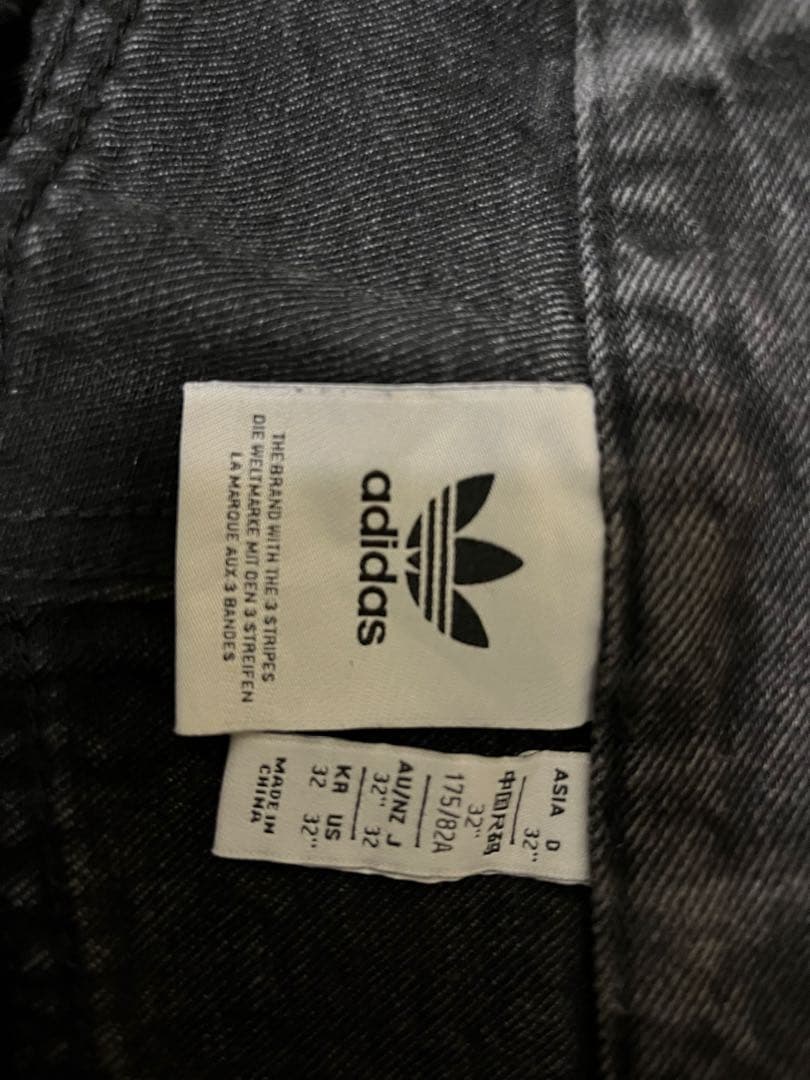 adidas
THE BRAND WITH THE 3 STRIPES
DIE WELTMARKE MIT DEN 3 STREIFEN
LA MARQUE AUX 3 BANDES
ASIA D
32"
中国尺码
32"
175/82A
AU/NZ J
32" 32
KR US
32 32"
MADE IN
CHINA